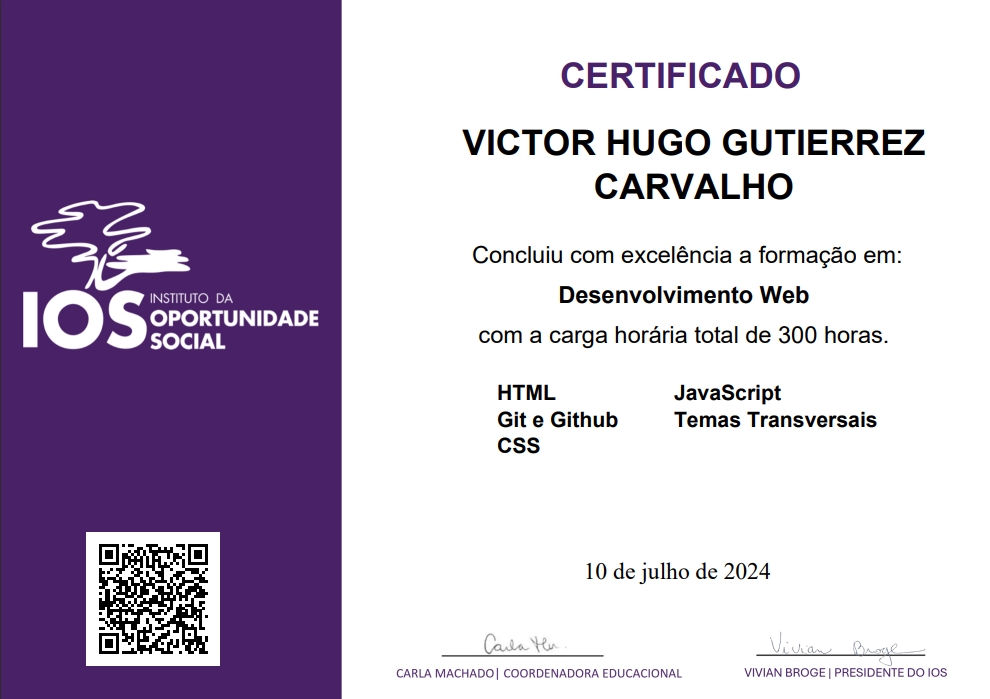 CERTIFICADO
VICTOR HUGO GUTIERREZ
CARVALHO
Concluiu com excelência a formação em:
Desenvolvimento Web
com a carga horária total de 300 horas.
HTML
Git e Github
CSS
JavaScript
Temas Transversais
IOS
INSTITUTO DA
OPORTUNIDADE
SOCIAL
10 de julho de 2024
Vivian Broge
CARLA MACHADO| COORDENADORA EDUCACIONAL
VIVIAN BROGE | PRESIDENTE DO IOS